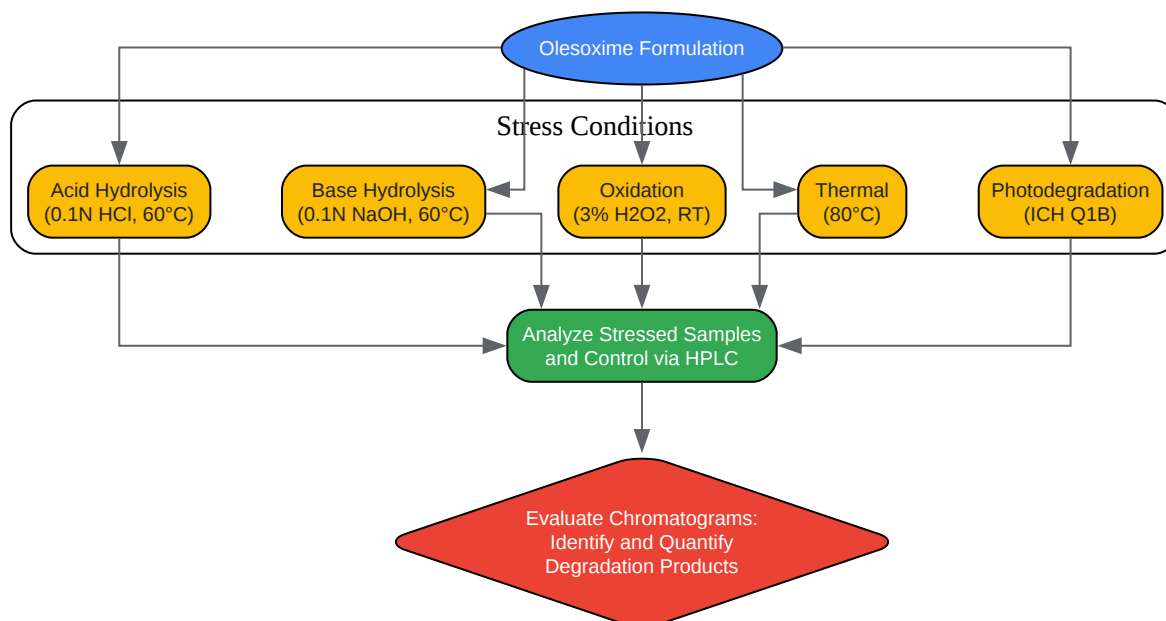 Olesoxime Formulation
Stress Conditions
Acid Hydrolysis
(0.1N HCl, 60°C)
Base Hydrolysis
(0.1N NaOH, 60°C)
Oxidation
(3% H2O2, RT)
Thermal
(80°C)
Photodegradation
(ICH Q1B)
Analyze Stressed Samples
and Control via HPLC
Evaluate Chromatograms:
Identify and Quantify
Degradation Products